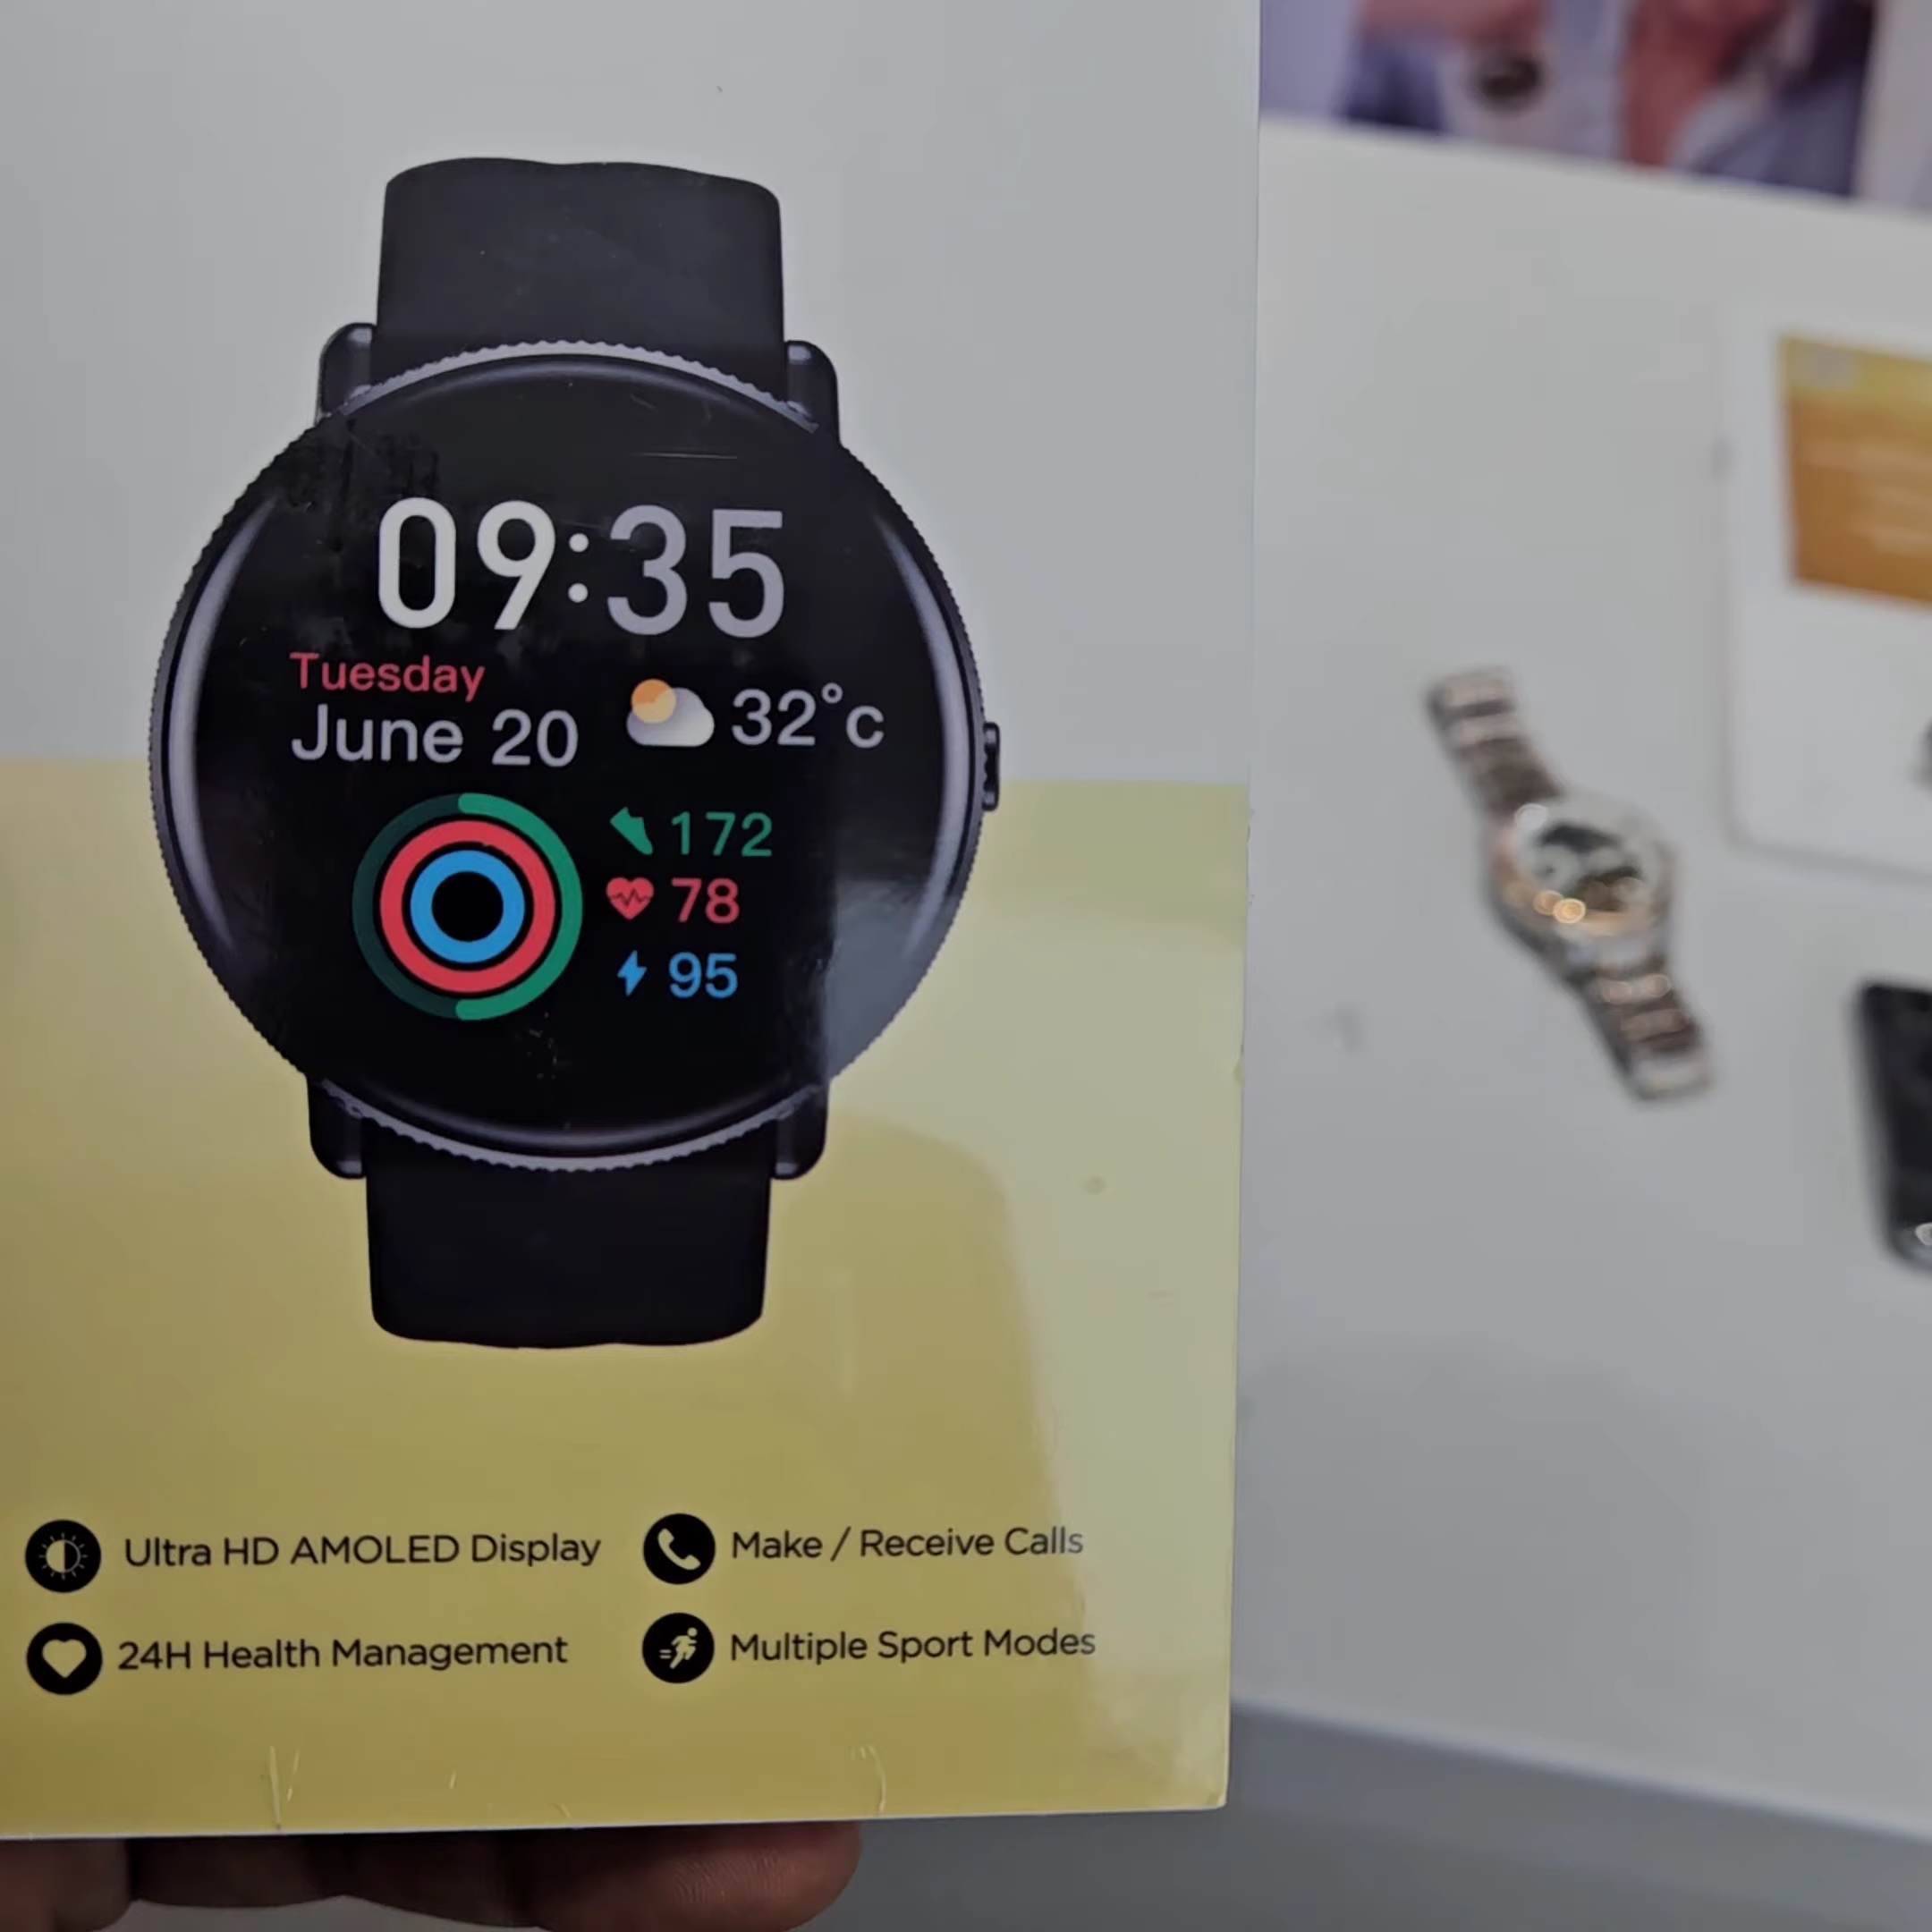 09:35
Tuesday
June 20
32°c
172
78
95
Ultra HD AMOLED Display
Make / Receive Calls
24H Health Management
Multiple Sport Modes